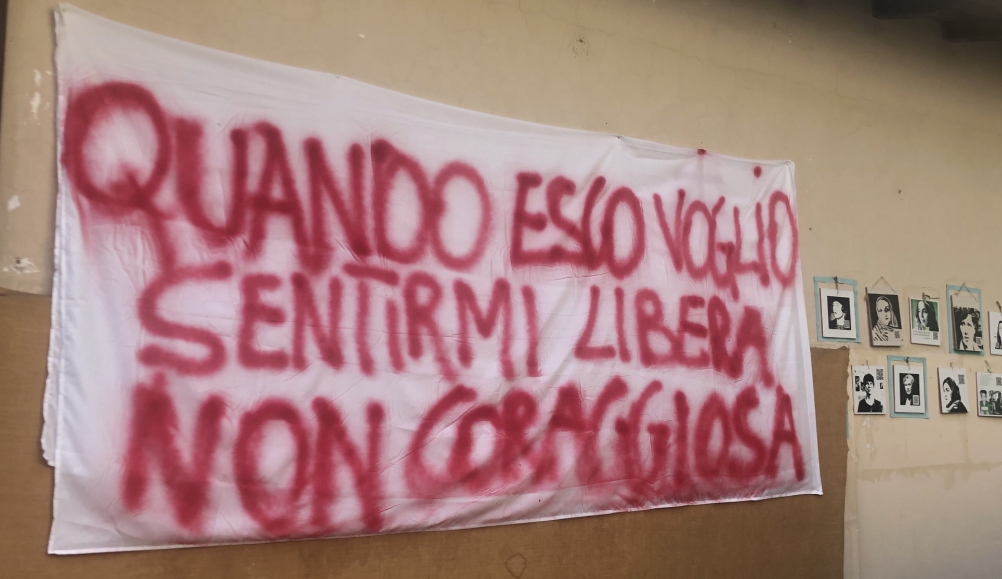 QUANDO ESCO VOGLIO
SENTIRMI LIBERA
NON CORAGGIOSA